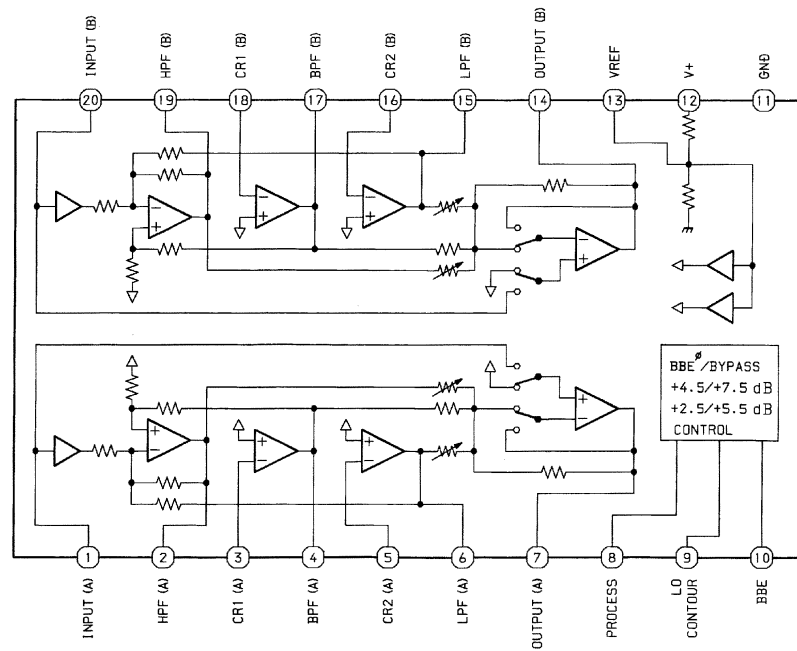 INPUT (B)
HPF (B)
CR1 (B)
BPF (B)
CR2 (B)
LPF (B)
OUTPUT (B)
VREF
V+
GND
20
19
18
17
16
15
14
13
12
11
−
+
−
+
−
+
−
+
BBEø/BYPASS
+4.5/+7.5 dB
+2.5/+5.5 dB
CONTROL
+
−
+
−
+
−
+
−
1
2
3
4
5
6
7
8
9
10
INPUT (A)
HPF (A)
CR1 (A)
BPF (A)
CR2 (A)
LPF (A)
OUTPUT (A)
PROCESS
LO
CONTOUR
BBE